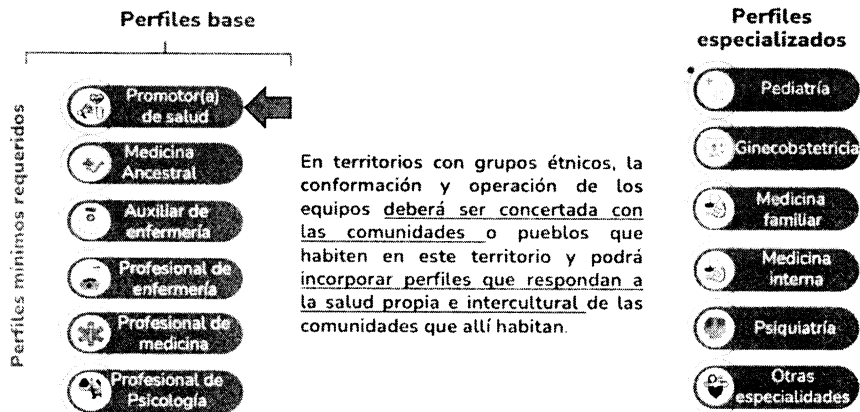 Perfiles base
Perfiles mínimos requeridos
Promotor(a)
de salud
Medicina
Ancestral
Auxiliar de
enfermería
Profesional de
enfermería
Profesional de
medicina
Profesional de
Psicología
En territorios con grupos étnicos, la
conformación y operación de los
equipos deberá ser concertada con
las comunidades o pueblos que
habiten en este territorio y podrá
incorporar perfiles que respondan a
la salud propia e intercultural de las
comunidades que allí habitan.
Perfiles
especializados
Pediatría
Ginecobstetricia
Medicina
familiar
Medicina
interna
Psiquiatría
Otras
especialidades